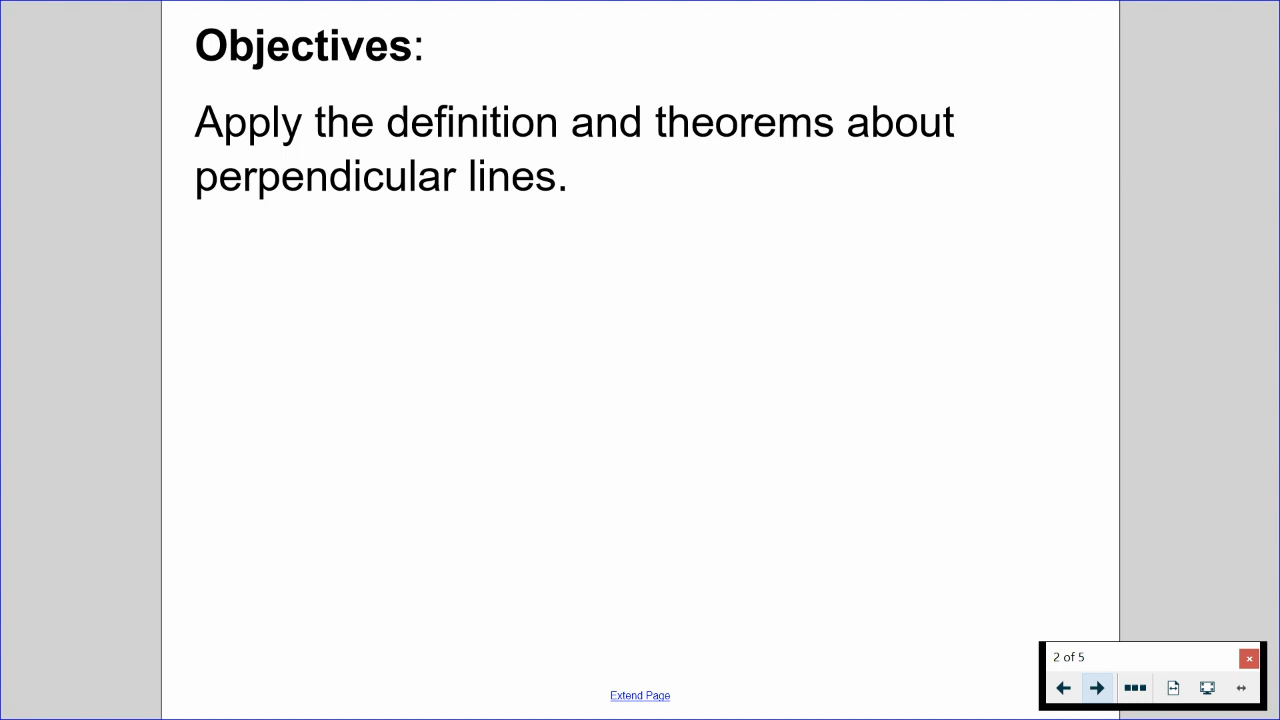 Objectives:
Apply the definition and theorems about
perpendicular lines.
2 of 5
Extend Page